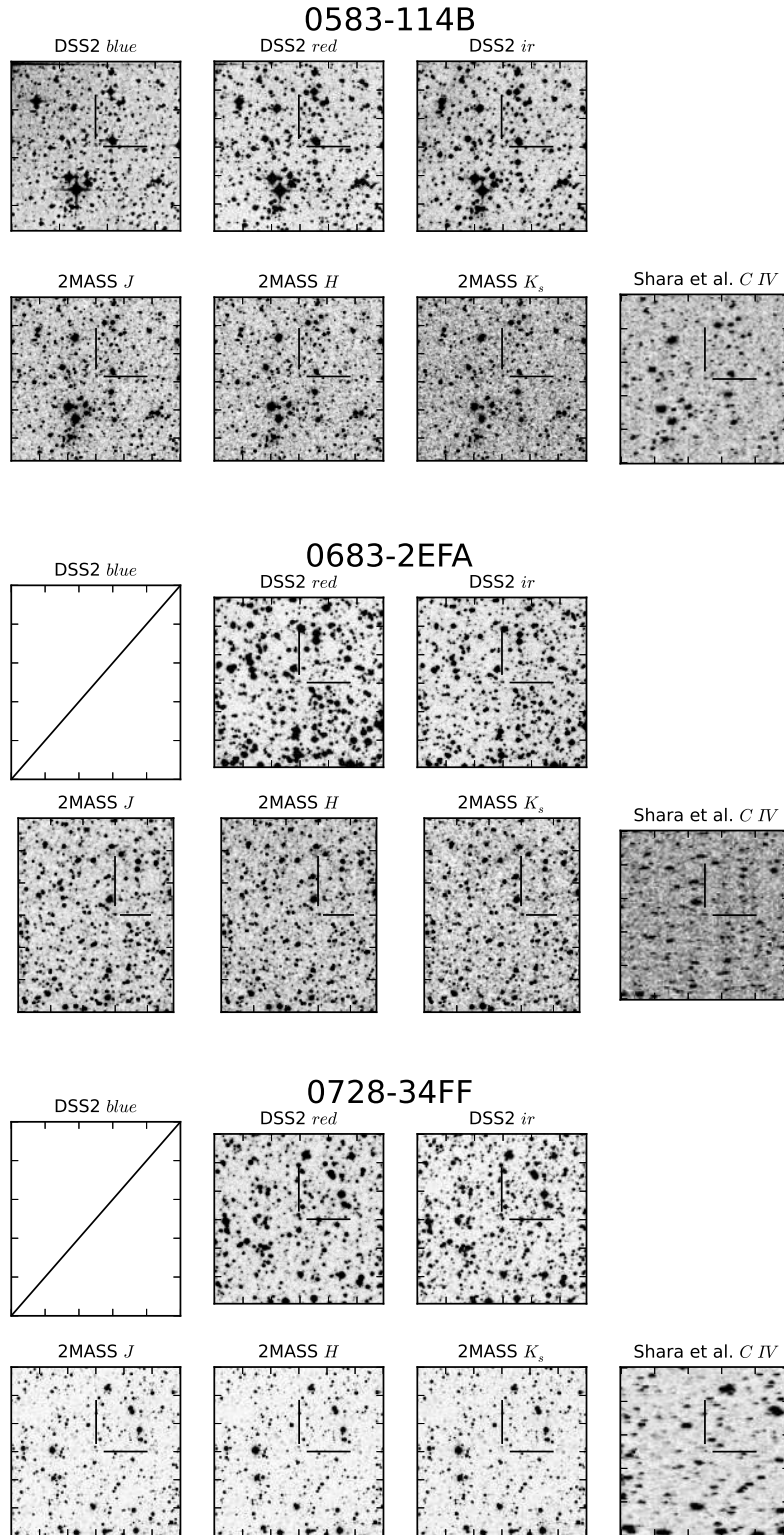 0583-114B
DSS2 blue DSS2 red DSS2 ir
2MASS J 2MASS H 2MASS Ks Shara et al. C IV
0683-2EFA
DSS2 blue DSS2 red DSS2 ir
2MASS J 2MASS H 2MASS Ks Shara et al. C IV
0728-34FF
DSS2 blue DSS2 red DSS2 ir
2MASS J 2MASS H 2MASS Ks Shara et al. C IV